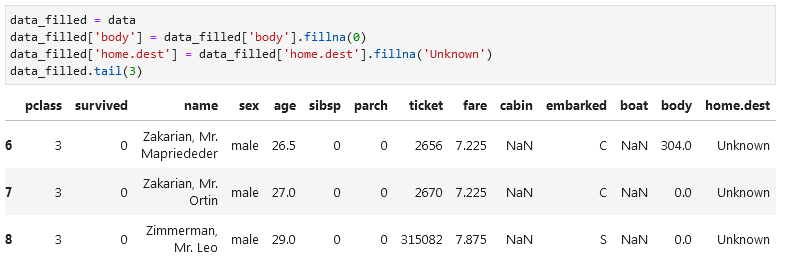 data_filled = data
data_filled['body'] = data_filled['body'].fillna(0)
data_filled['home.dest'] = data_filled['home.dest'].fillna('Unknown')
data_filled.tail(3)
pclass survived name sex age sibsp parch ticket fare cabin embarked boat body home.dest
6 3 0 Zakarian, Mr. Mapriededer male 26.5 0 0 2656 7.225 NaN C NaN 304.0 Unknown
7 3 0 Zakarian, Mr. Ortin male 27.0 0 0 2670 7.225 NaN C NaN 0.0 Unknown
8 3 0 Zimmerman, Mr. Leo male 29.0 0 0 315082 7.875 NaN S NaN 0.0 Unknown